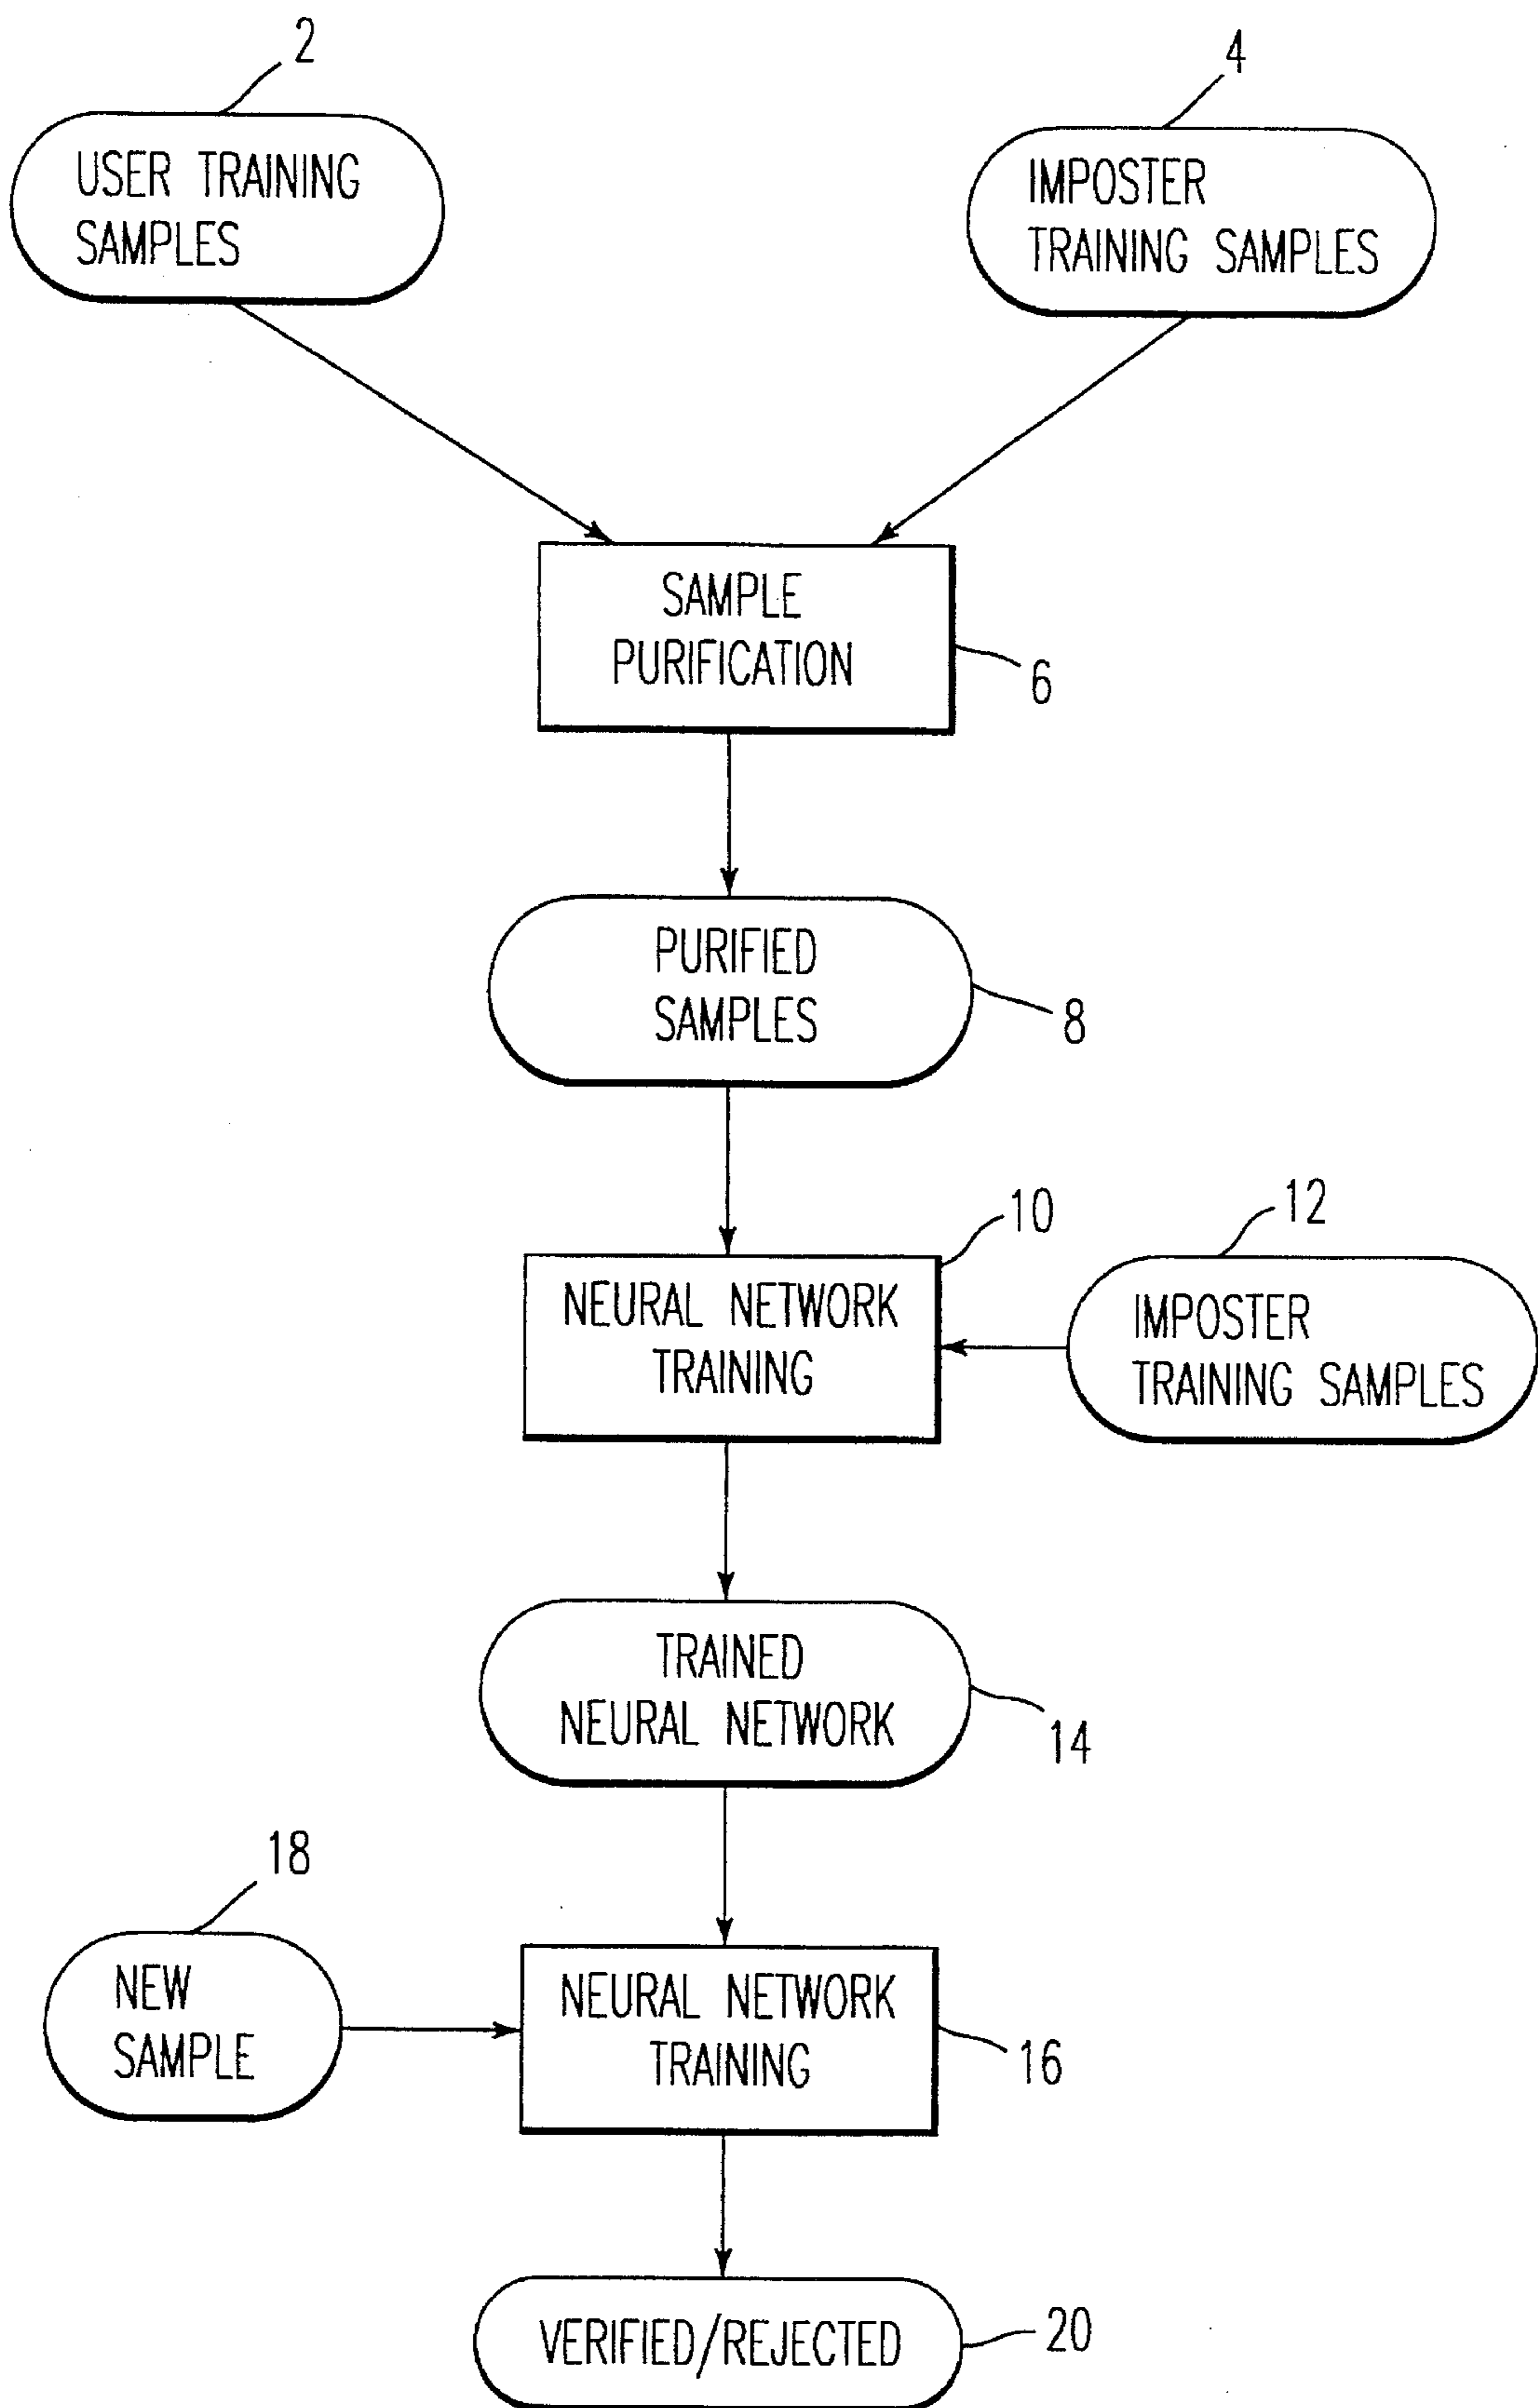 2
4
USER TRAINING
SAMPLES
IMPOSTER
TRAINING SAMPLES
SAMPLE
PURIFICATION
6
PURIFIED
SAMPLES
8
10
12
NEURAL NETWORK
TRAINING
IMPOSTER
TRAINING SAMPLES
TRAINED
NEURAL NETWORK
14
18
NEW
SAMPLE
NEURAL NETWORK
TRAINING
16
VERIFIED/REJECTED
20